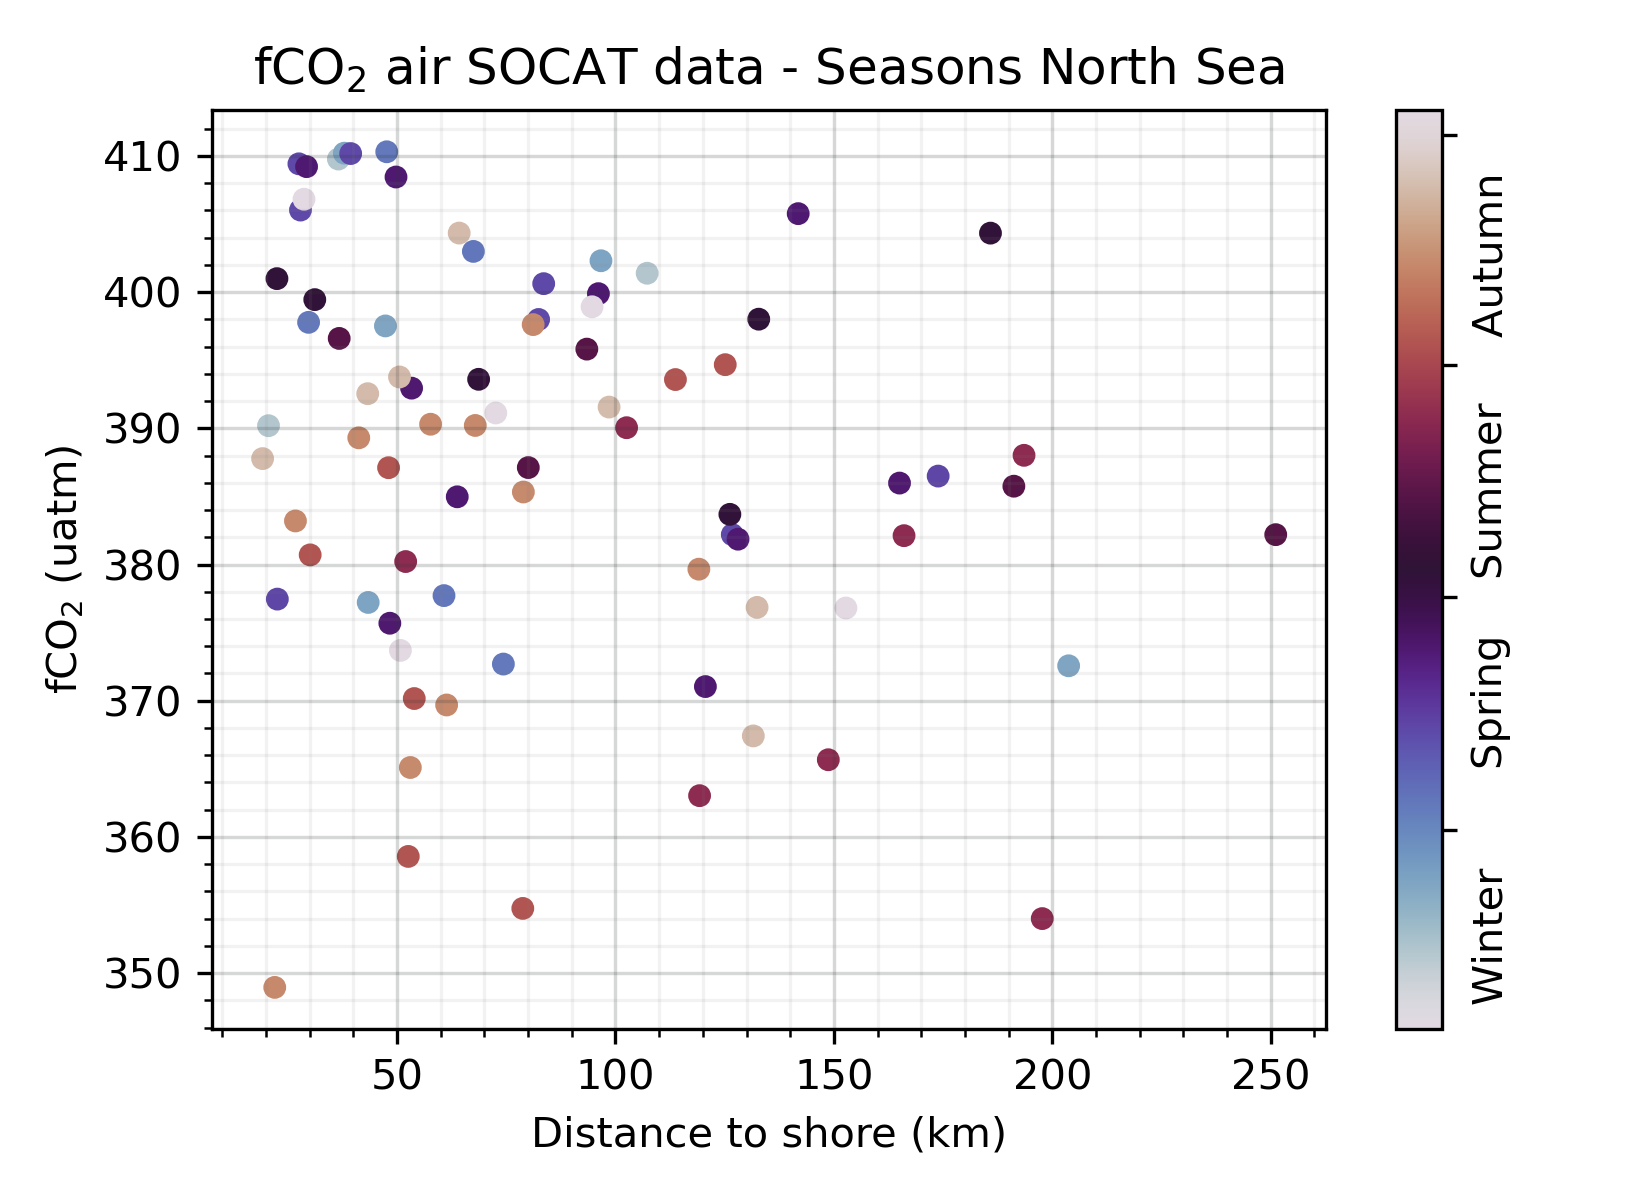 fCO₂ air SOCAT data - Seasons North Sea
410
400
390
380
370
360
350
fCO₂ (uatm)
50
100
150
200
250
Distance to shore (km)
Autumn
Summer
Spring
Winter